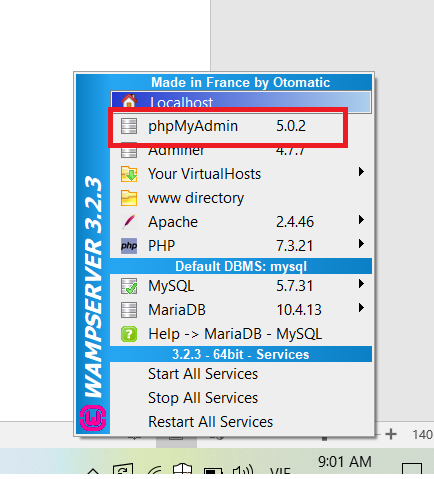 Made in France by Otomatic
Localhost
phpMyAdmin 5.0.2
Adminer 4.7.7
Your VirtualHosts
www directory
Apache 2.4.46
php PHP 7.3.21
Default DBMS: mysql
MySQL 5.7.31
MariaDB 10.4.13
? Help -> MariaDB - MySQL
3.2.3 - 64bit - Services
Start All Services
Stop All Services
Restart All Services
WAMPSERVER 3.2.3
140
VIE 9:01 AM